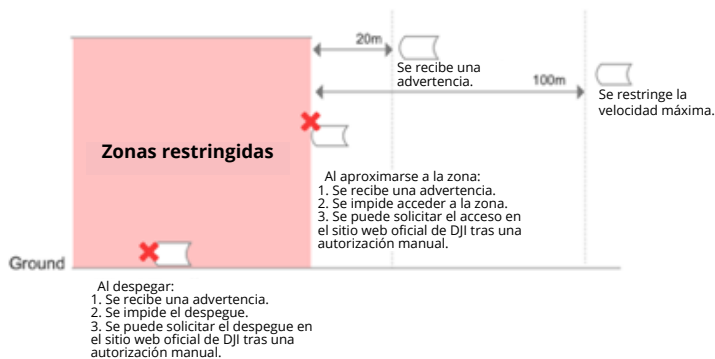 20m
Se recibe una
advertencia.
100m
Se restringe la
velocidad máxima.
Zonas restringidas
Al aproximarse a la zona:
1. Se recibe una advertencia.
2. Se impide acceder a la zona.
3. Se puede solicitar el acceso en
el sitio web oficial de DJI tras una
autorización manual.
Ground
Al despegar:
1. Se recibe una advertencia.
2. Se impide el despegue.
3. Se puede solicitar el despegue en
el sitio web oficial de DJI tras una
autorización manual.